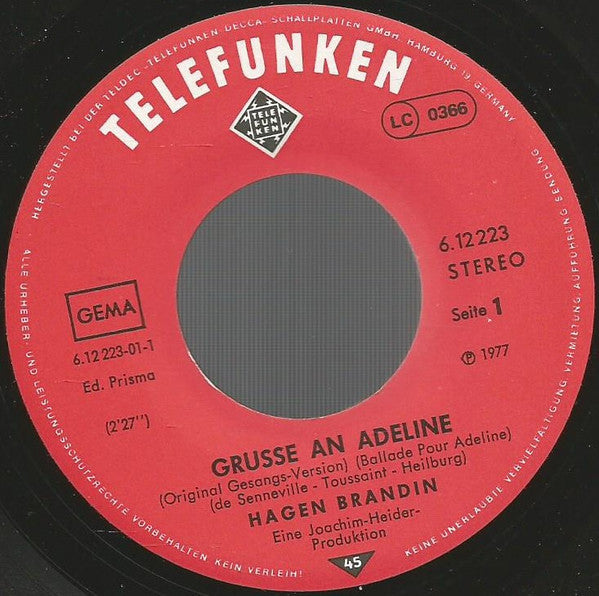 HERGESTELLT BEI DER TELDEC »TELEFUNKEN-DECCA« SCHALLPLATTEN GMBH, HAMBURG 19 GERMANY
TELEFUNKEN
TELE
FUN
KEN
LC 0366
6.12223
STEREO
Seite 1
℗ 1977
GEMA
6.12 223-01-1
Ed. Prisma
(2'27'')
GRUSSE AN ADELINE
(Original Gesangs-Version) (Ballade Pour Adeline)
(de Senneville - Toussaint - Heilburg)
HAGEN BRANDIN
Eine Joachim-Heider-
Produktion
45
ALLE URHEBER- UND LEISTUNGSSCHUTZRECHTE VORBEHALTEN. KEIN VERLEIH! KEINE UNERLAUBTE VERVIELFÄLTIGUNG, VERMIETUNG, AUFFÜHRUNG, SENDUNG